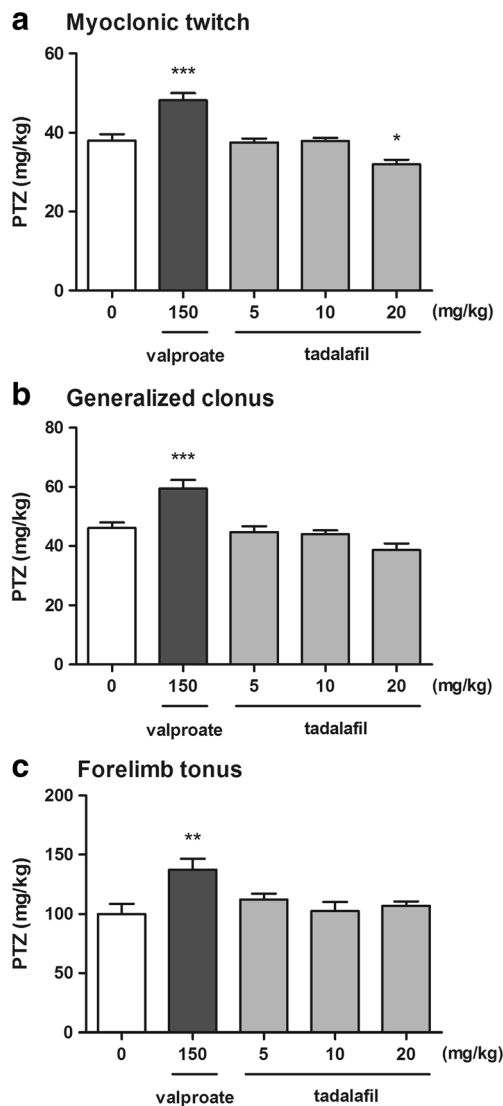 a Myoclonic twitch
60
***
40
*
20
0
PTZ (mg/kg)
0 150 5 10 20 (mg/kg)
valproate tadalafil
b Generalized clonus
80
***
60
40
60
0
PTZ (mg/kg)
0 150 5 10 20 (mg/kg)
valproate tadalafil
c Forelimb tonus
200
150
**
100
50
0
PTZ (mg/kg)
0 150 5 10 20 (mg/kg)
valproate tadalafil